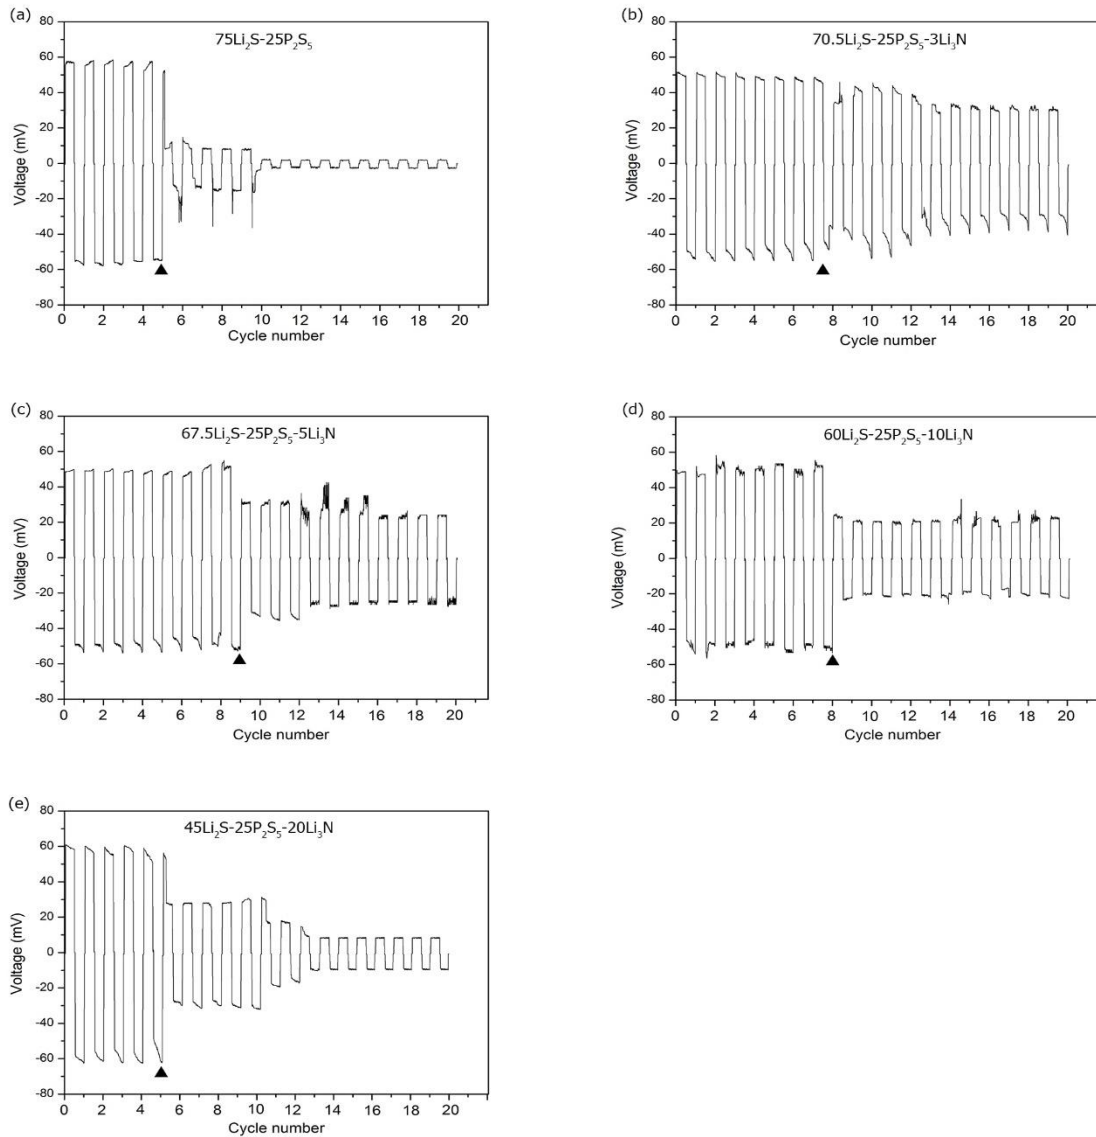 (a)
75Li₂S-25P₂S₅
Voltage (mV)
80
60
40
20
0
-20
-40
-60
-80
0 2 4 6 8 10 12 14 16 18 20
Cycle number
(b)
70.5Li₂S-25P₂S₅-3Li₃N
Voltage (mV)
80
60
40
20
0
-20
-40
-60
-80
0 2 4 6 8 10 12 14 16 18 20
Cycle number
(c)
67.5Li₂S-25P₂S₅-5Li₃N
Voltage (mV)
80
60
40
20
0
-20
-40
-60
-80
0 2 4 6 8 10 12 14 16 18 20
Cycle number
(d)
60Li₂S-25P₂S₅-10Li₃N
Voltage (mV)
80
60
40
20
0
-20
-40
-60
-80
0 2 4 6 8 10 12 14 16 18 20
Cycle number
(e)
45Li₂S-25P₂S₅-20Li₃N
Voltage (mV)
80
60
40
20
0
-20
-40
-60
-80
0 2 4 6 8 10 12 14 16 18 20
Cycle number